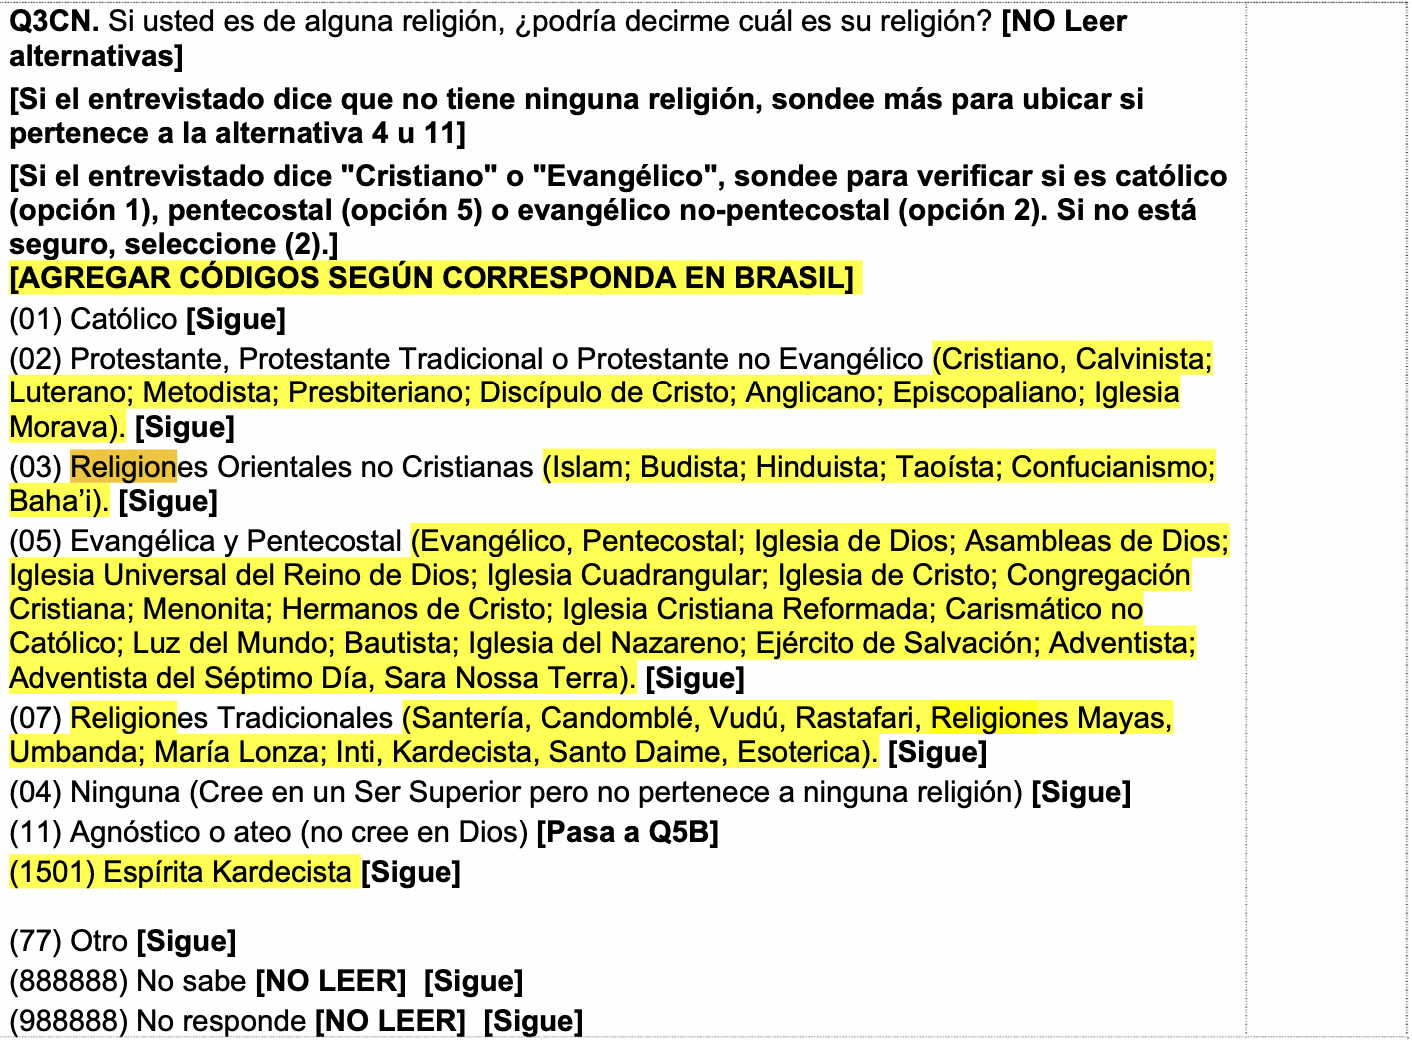 Q3CN. Si usted es de alguna religión, ¿podría decirme cuál es su religión? [NO Leer
alternativas]
[Si el entrevistado dice que no tiene ninguna religión, sondee más para ubicar si
pertenece a la alternativa 4 u 11]
[Si el entrevistado dice "Cristiano" o "Evangélico", sondee para verificar si es católico
(opción 1), pentecostal (opción 5) o evangélico no-pentecostal (opción 2). Si no está
seguro, seleccione (2).]
[AGREGAR CÓDIGOS SEGÚN CORRESPONDA EN BRASIL]
(01) Católico [Sigue]
(02) Protestante, Protestante Tradicional o Protestante no Evangélico (Cristiano, Calvinista;
Luterano; Metodista; Presbiteriano; Discípulo de Cristo; Anglicano; Episcopaliano; Iglesia
Morava). [Sigue]
(03) Religiones Orientales no Cristianas (Islam; Budista; Hinduista; Taoísta; Confucianismo;
Baha’i). [Sigue]
(05) Evangélica y Pentecostal (Evangélico, Pentecostal; Iglesia de Dios; Asambleas de Dios;
Iglesia Universal del Reino de Dios; Iglesia Cuadrangular; Iglesia de Cristo; Congregación
Cristiana; Menonita; Hermanos de Cristo; Iglesia Cristiana Reformada; Carismático no
Católico; Luz del Mundo; Bautista; Iglesia del Nazareno; Ejército de Salvación; Adventista;
Adventista del Séptimo Día, Sara Nossa Terra). [Sigue]
(07) Religiones Tradicionales (Santería, Candomblé, Vudú, Rastafari, Religiones Mayas,
Umbanda; María Lonza; Inti, Kardecista, Santo Daime, Esoterica). [Sigue]
(04) Ninguna (Cree en un Ser Superior pero no pertenece a ninguna religión) [Sigue]
(11) Agnóstico o ateo (no cree en Dios) [Pasa a Q5B]
(1501) Espírita Kardecista [Sigue]
(77) Otro [Sigue]
(888888) No sabe [NO LEER] [Sigue]
(988888) No responde [NO LEER] [Sigue]